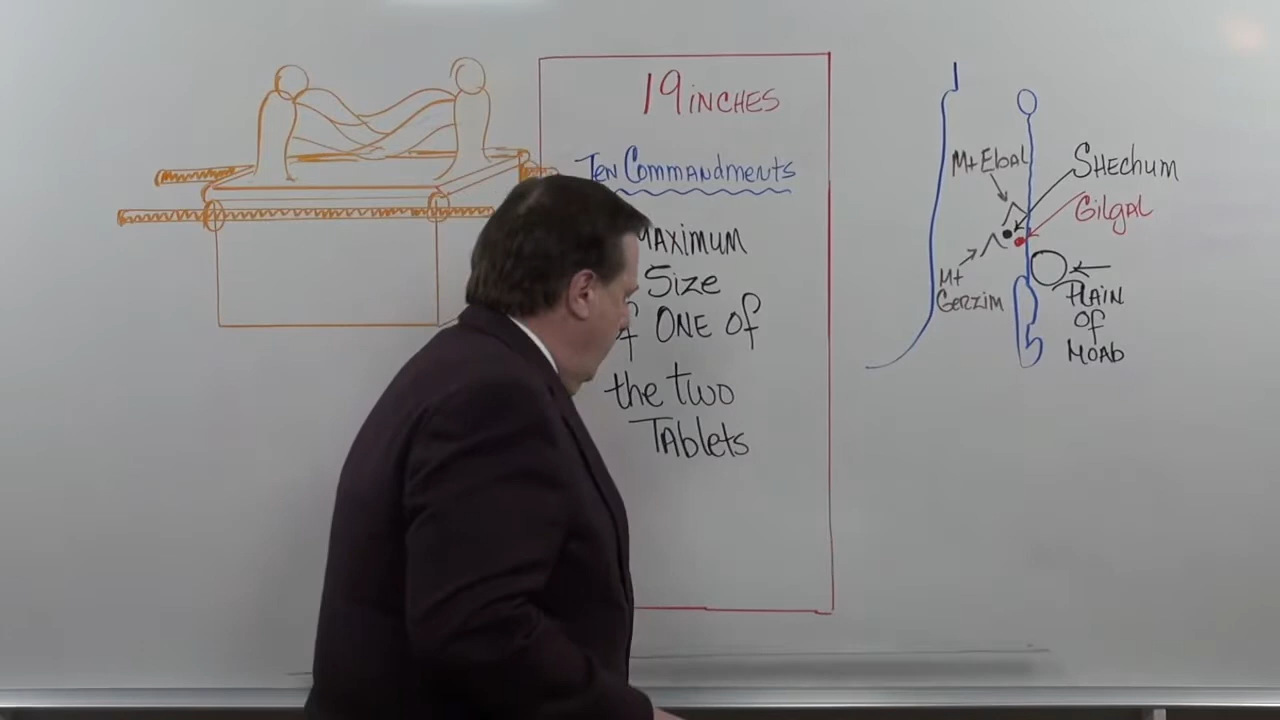 19 INCHES
Ten Commandments
MAXIMUM
Size
of ONE of
the two
TAblets
Mt Ebal
SHechum
Gilgal
Mt
Gerzim
PlAiN
of
MOAb